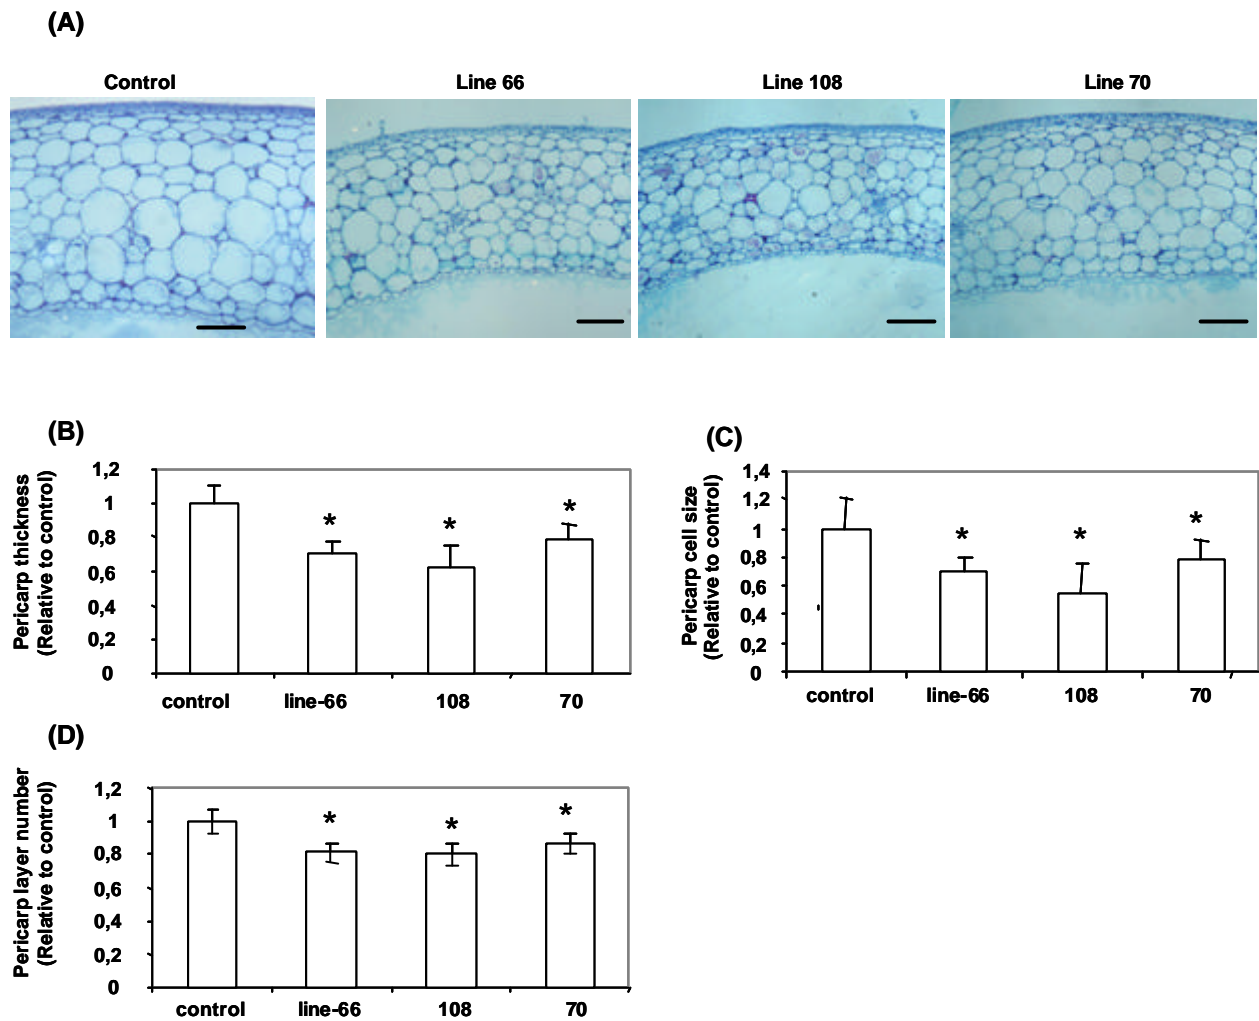 (A)
Control
Line 66
Line 108
Line 70
(B)
Pericarp thickness
(Relative to control)
1,2
1
0,8
0,6
0,4
0,2
0
*
*
*
control
line-66
108
70
(C)
Pericarp cell size
(Relative to control)
1,4
1,2
1
0,8
0,6
0,4
0,2
0
*
*
*
control
line-66
108
70
(D)
Pericarp layer number
(Relative to control)
1,2
1
0,8
0,6
0,4
0,2
0
*
*
*
control
line-66
108
70